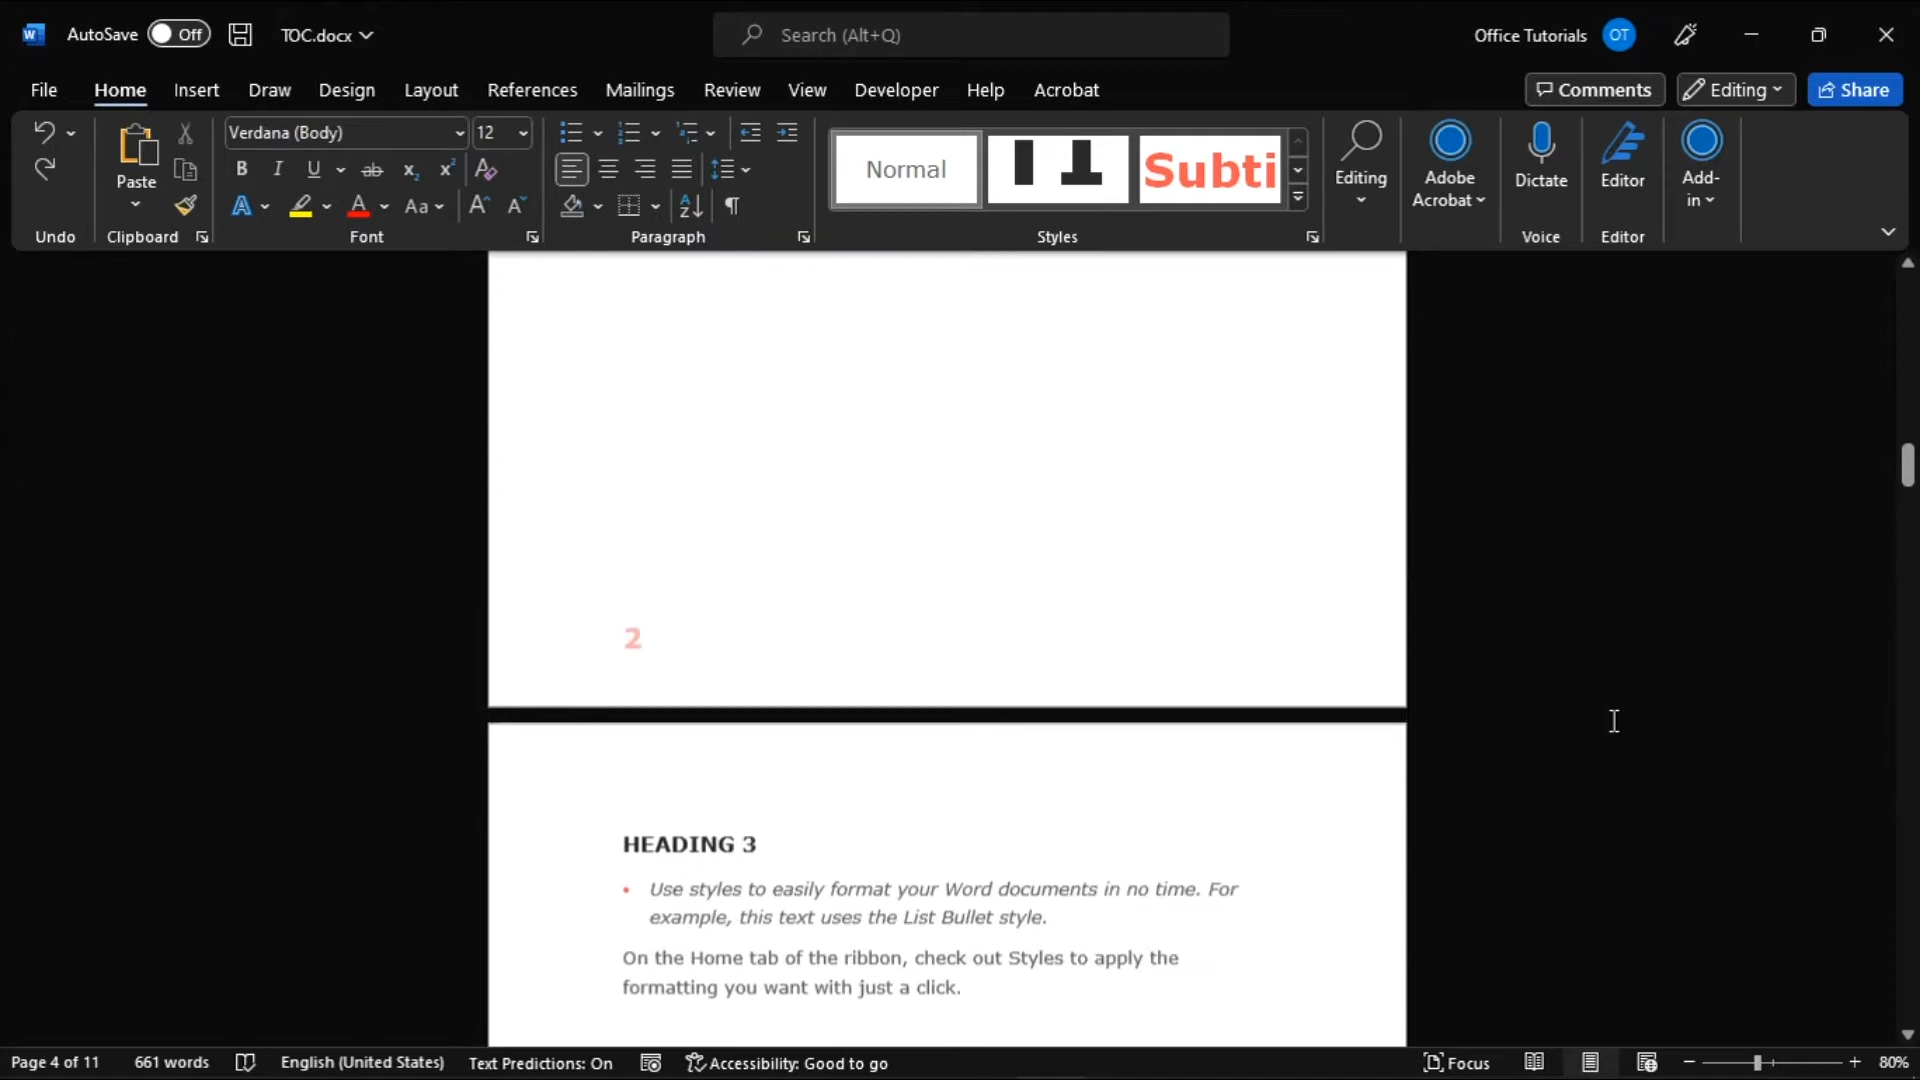 AutoSave Off TOC.docx Search (Alt+Q) Office Tutorials OT
File Home Insert Draw Design Layout References Mailings Review View Developer Help Acrobat Comments Editing Share
Verdana (Body) 12
Paste
Normal Subti
Editing
Adobe Acrobat
Dictate
Editor
Add-in
Undo Clipboard Font Paragraph Styles Voice Editor
2
HEADING 3
• Use styles to easily format your Word documents in no time. For
example, this text uses the List Bullet style.
On the Home tab of the ribbon, check out Styles to apply the
formatting you want with just a click.
Page 4 of 11 661 words English (United States) Text Predictions: On Accessibility: Good to go Focus 80%